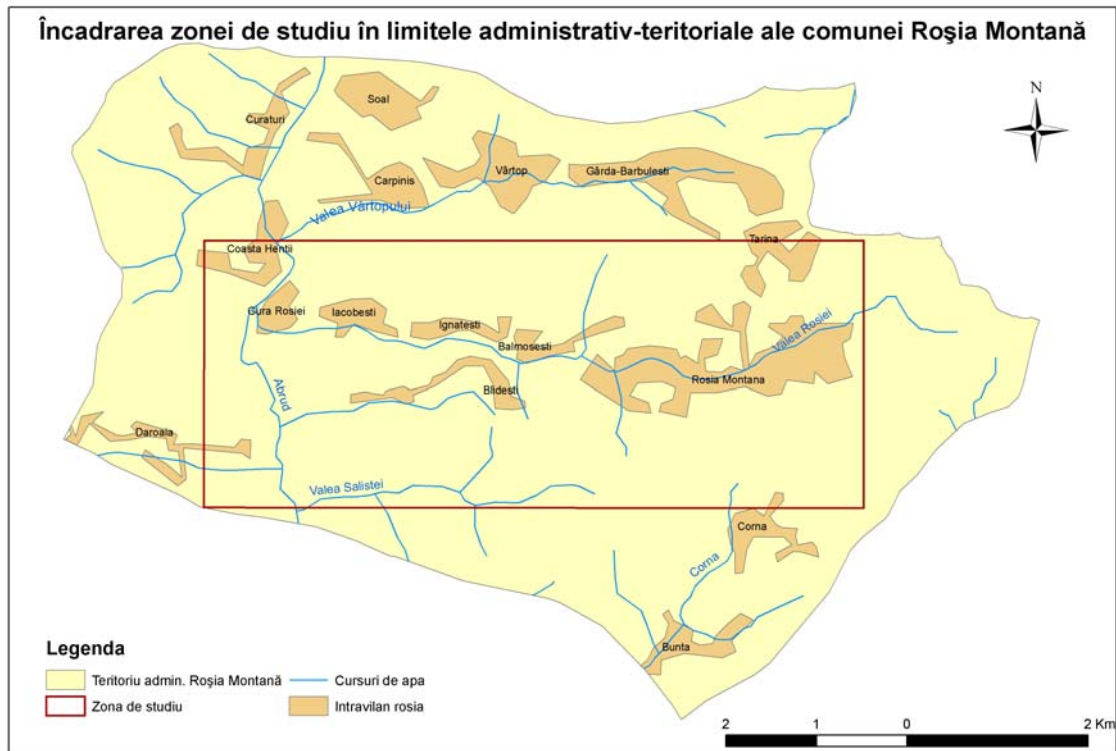 Încadrarea zonei de studiu în limitele administrativ-teritoriale ale comunei Roşia Montană
N
Soal
Curaturi
Vârtop
Gârda-Barbulesti
Carpinis
Valea Vârtopului
Tarina
Coasta Hentii
Gura Rosiei
Iacobesti
Ignatesti
Valea Rosiei
Balmosesti
Rosia Montana
Abrud
Blidesti
Daroala
Valea Salistei
Corna
Corna
Bunta
Legenda
Teritoriu admin. Roşia Montană
Cursuri de apa
Zona de studiu
Intravilan rosia
2 1 0 2 Km